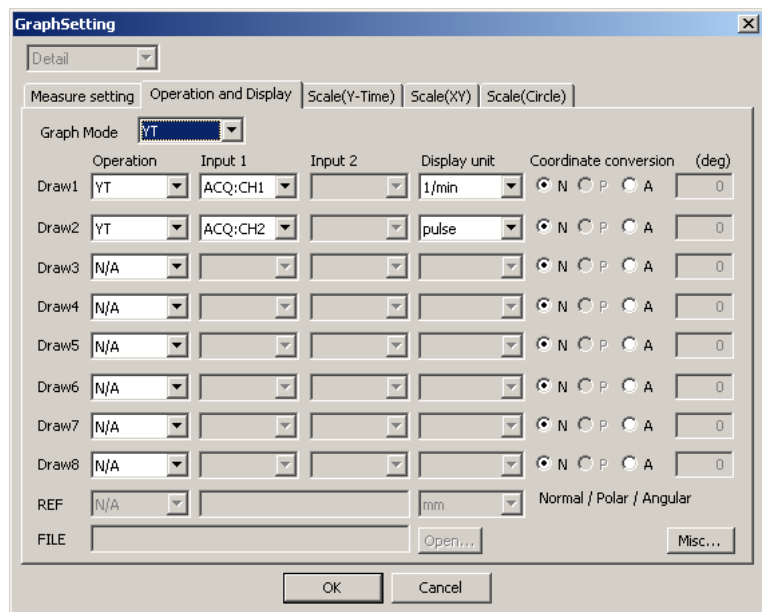 GraphSetting
Detail
Measure setting Operation and Display Scale(Y-Time) Scale(XY) Scale(Circle)
Graph Mode YT
Operation Input 1 Input 2 Display unit Coordinate conversion (deg)
Draw1 YT ACQ:CH1 1/min N P A 0
Draw2 YT ACQ:CH2 pulse N P A 0
Draw3 N/A N P A 0
Draw4 N/A N P A 0
Draw5 N/A N P A 0
Draw6 N/A N P A 0
Draw7 N/A N P A 0
Draw8 N/A N P A 0
REF N/A mm Normal / Polar / Angular
FILE Open... Misc...
OK Cancel